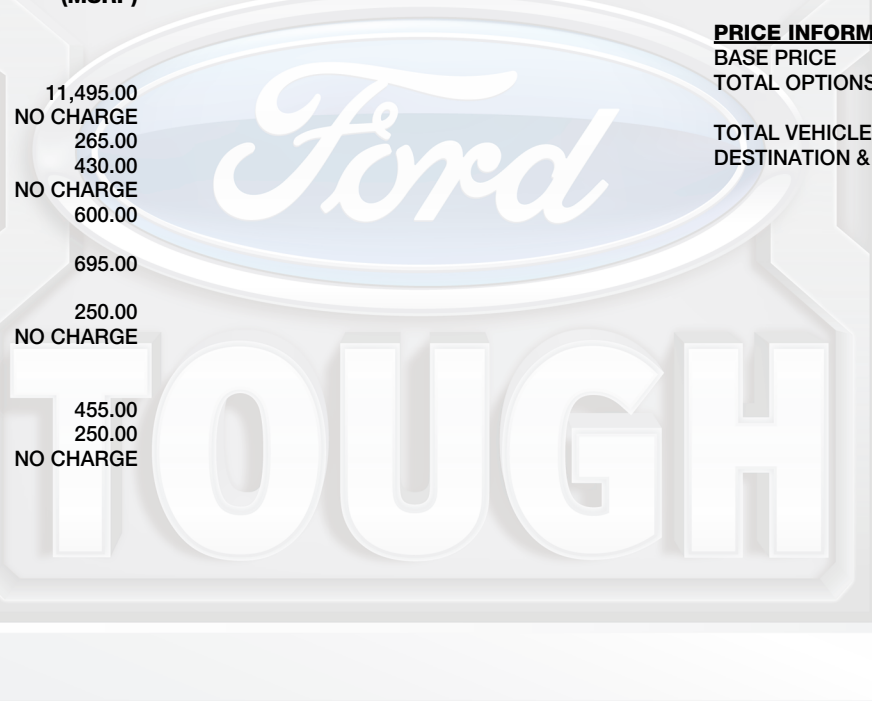 (MSRP)
11,495.00
NO CHARGE
265.00
430.00
NO CHARGE
600.00
695.00
250.00
NO CHARGE
455.00
250.00
NO CHARGE
PRICE INFORM
BASE PRICE
TOTAL OPTIONS
TOTAL VEHICLE
DESTINATION &
Ford
TOUGH